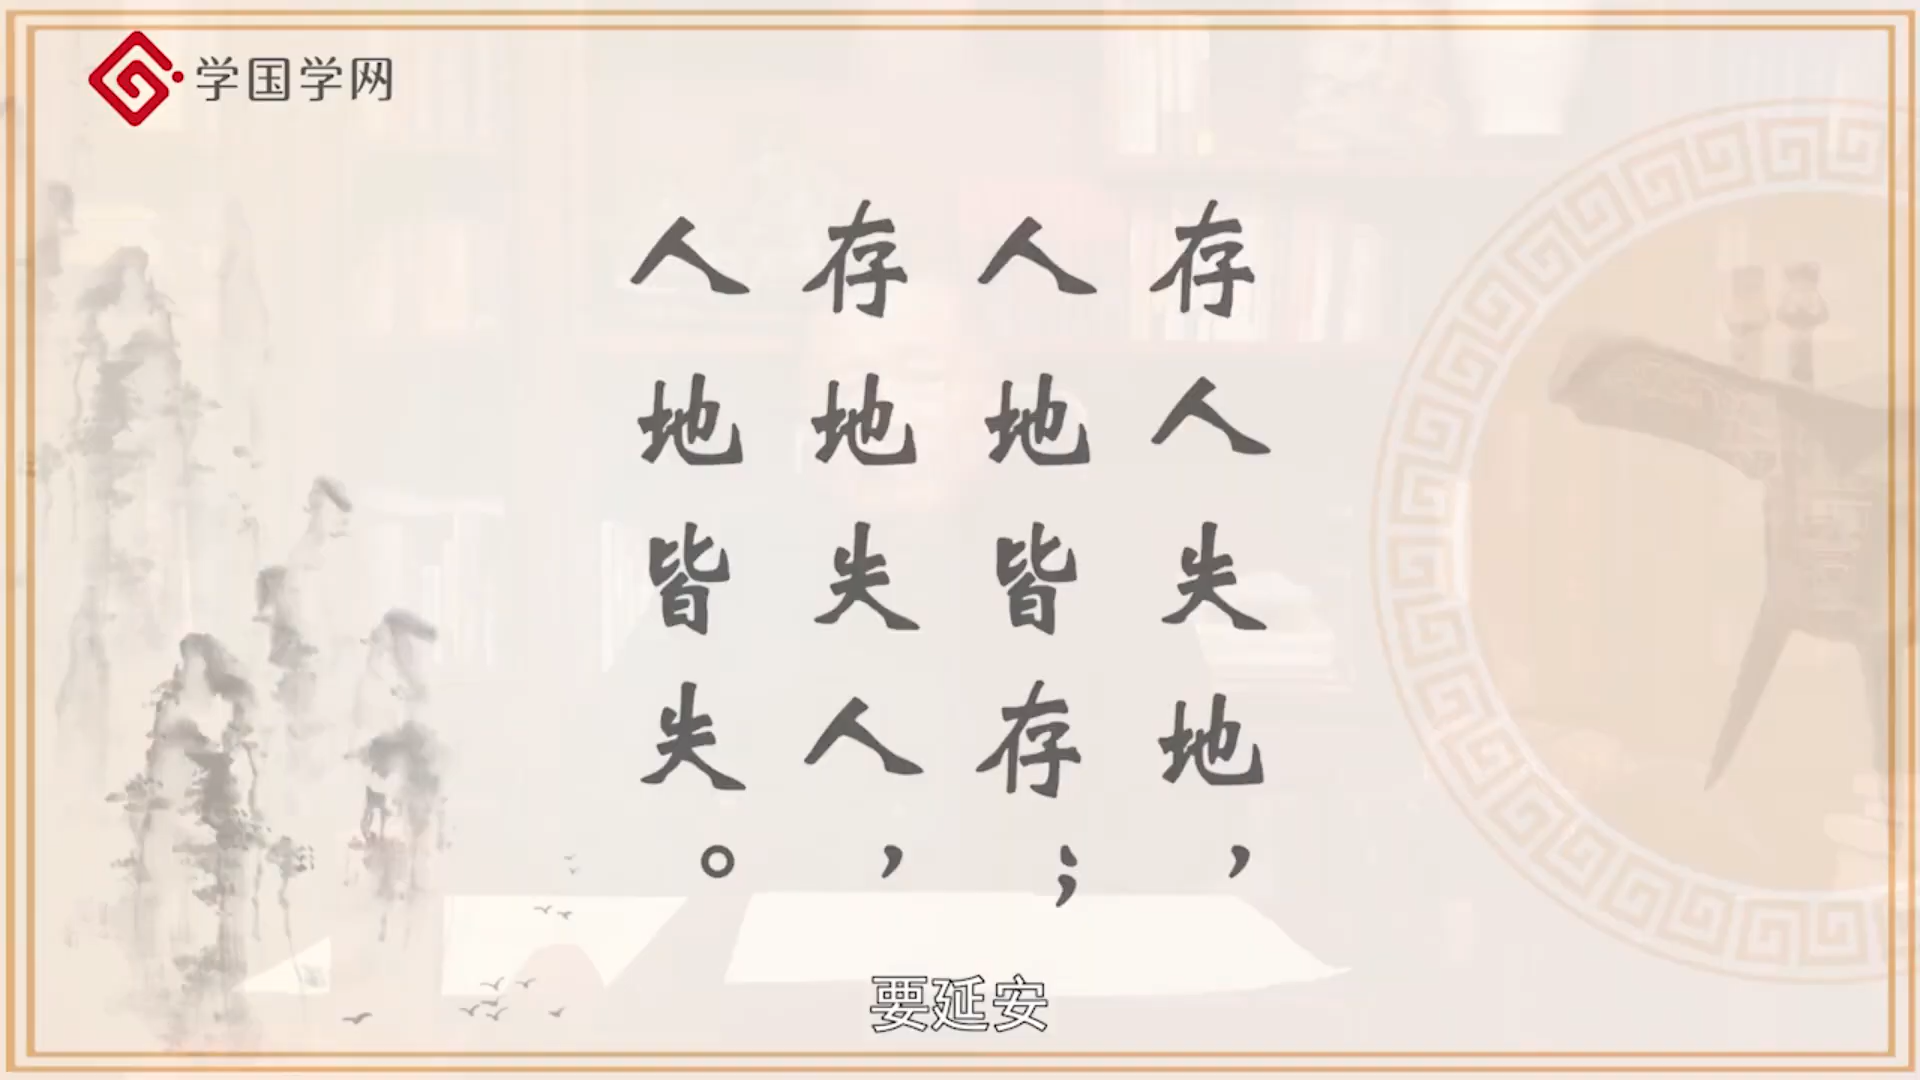 学国学网
存人失地，
人地皆存；
存地失人，
人地皆失。
要延安